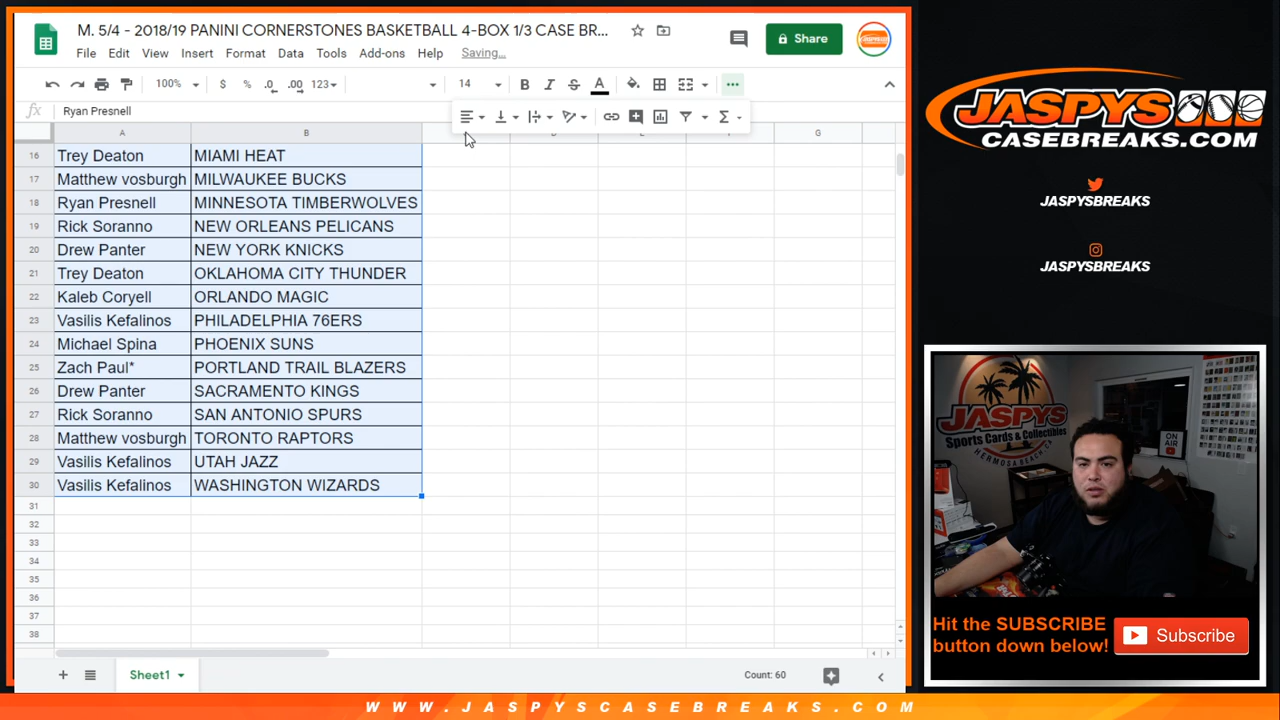 M. 5/4 - 2018/19 PANINI CORNERSTONES BASKETBALL 4-BOX 1/3 CASE BR...
File Edit View Insert Format Data Tools Add-ons Help Saving...
Share
100% $ % .0 .00 123 14 B I S A
fx Ryan Presnell
A B G
16 Trey Deaton MIAMI HEAT
17 Matthew vosburgh MILWAUKEE BUCKS
18 Ryan Presnell MINNESOTA TIMBERWOLVES
19 Rick Soranno NEW ORLEANS PELICANS
20 Drew Panter NEW YORK KNICKS
21 Trey Deaton OKLAHOMA CITY THUNDER
22 Kaleb Coryell ORLANDO MAGIC
23 Vasilis Kefalinos PHILADELPHIA 76ERS
24 Michael Spina PHOENIX SUNS
25 Zach Paul* PORTLAND TRAIL BLAZERS
26 Drew Panter SACRAMENTO KINGS
27 Rick Soranno SAN ANTONIO SPURS
28 Matthew vosburgh TORONTO RAPTORS
29 Vasilis Kefalinos UTAH JAZZ
30 Vasilis Kefalinos WASHINGTON WIZARDS
31
32
33
34
35
36
37
38
Sheet1
Count: 60
JASPYS
CASEBREAKS.COM
JASPYSBREAKS
JASPYSBREAKS
JASPYS
Sports Cards & Collectibles
HERMOSA BEACH, CA
ON AIR
Hit the SUBSCRIBE
button down below!
Subscribe
WWW.JASPYSCASEBREAKS.COM